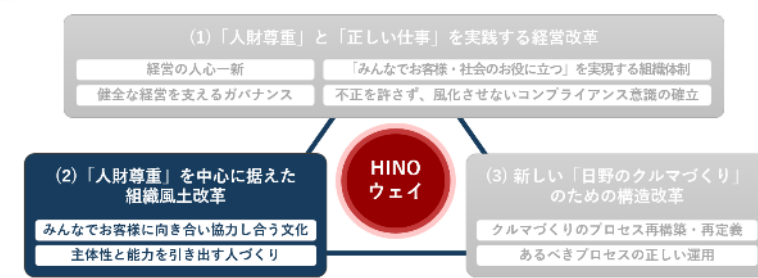 (1)「人財尊重」と「正しい仕事」を実践する経営改革
経営の人心一新
「みんなでお客様・社会のお役に立つ」を実現する組織体制
健全な経営を支えるガバナンス
不正を許さず、風化させないコンプライアンス意識の確立
HINO
ウェイ
(2)「人財尊重」を中心に据えた
組織風土改革
みんなでお客様に向き合い協力し合う文化
主体性と能力を引き出す人づくり
(3) 新しい「日野のクルマづくり」
のための構造改革
クルマづくりのプロセス再構築・再定義
あるべきプロセスの正しい運用